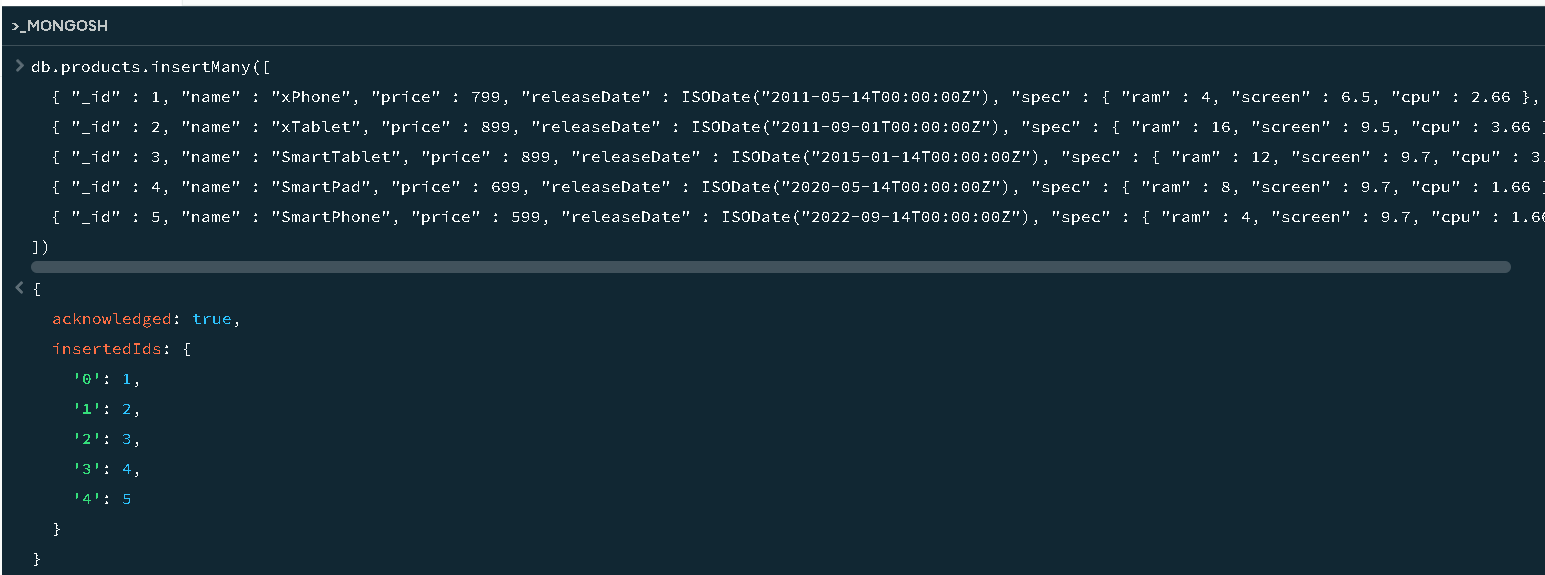 >_MONGOSH
> db.products.insertMany([
{ "_id" : 1, "name" : "xPhone", "price" : 799, "releaseDate" : ISODate("2011-05-14T00:00:00Z"), "spec" : { "ram" : 4, "screen" : 6.5, "cpu" : 2.66 },
{ "_id" : 2, "name" : "xTablet", "price" : 899, "releaseDate" : ISODate("2011-09-01T00:00:00Z"), "spec" : { "ram" : 16, "screen" : 9.5, "cpu" : 3.66 }
{ "_id" : 3, "name" : "SmartTablet", "price" : 899, "releaseDate" : ISODate("2015-01-14T00:00:00Z"), "spec" : { "ram" : 12, "screen" : 9.7, "cpu" : 3.
{ "_id" : 4, "name" : "SmartPad", "price" : 699, "releaseDate" : ISODate("2020-05-14T00:00:00Z"), "spec" : { "ram" : 8, "screen" : 9.7, "cpu" : 1.66 }
{ "_id" : 5, "name" : "SmartPhone", "price" : 599, "releaseDate" : ISODate("2022-09-14T00:00:00Z"), "spec" : { "ram" : 4, "screen" : 9.7, "cpu" : 1.66
])
< {
acknowledged: true,
insertedIds: {
'0': 1,
'1': 2,
'2': 3,
'3': 4,
'4': 5
}
}